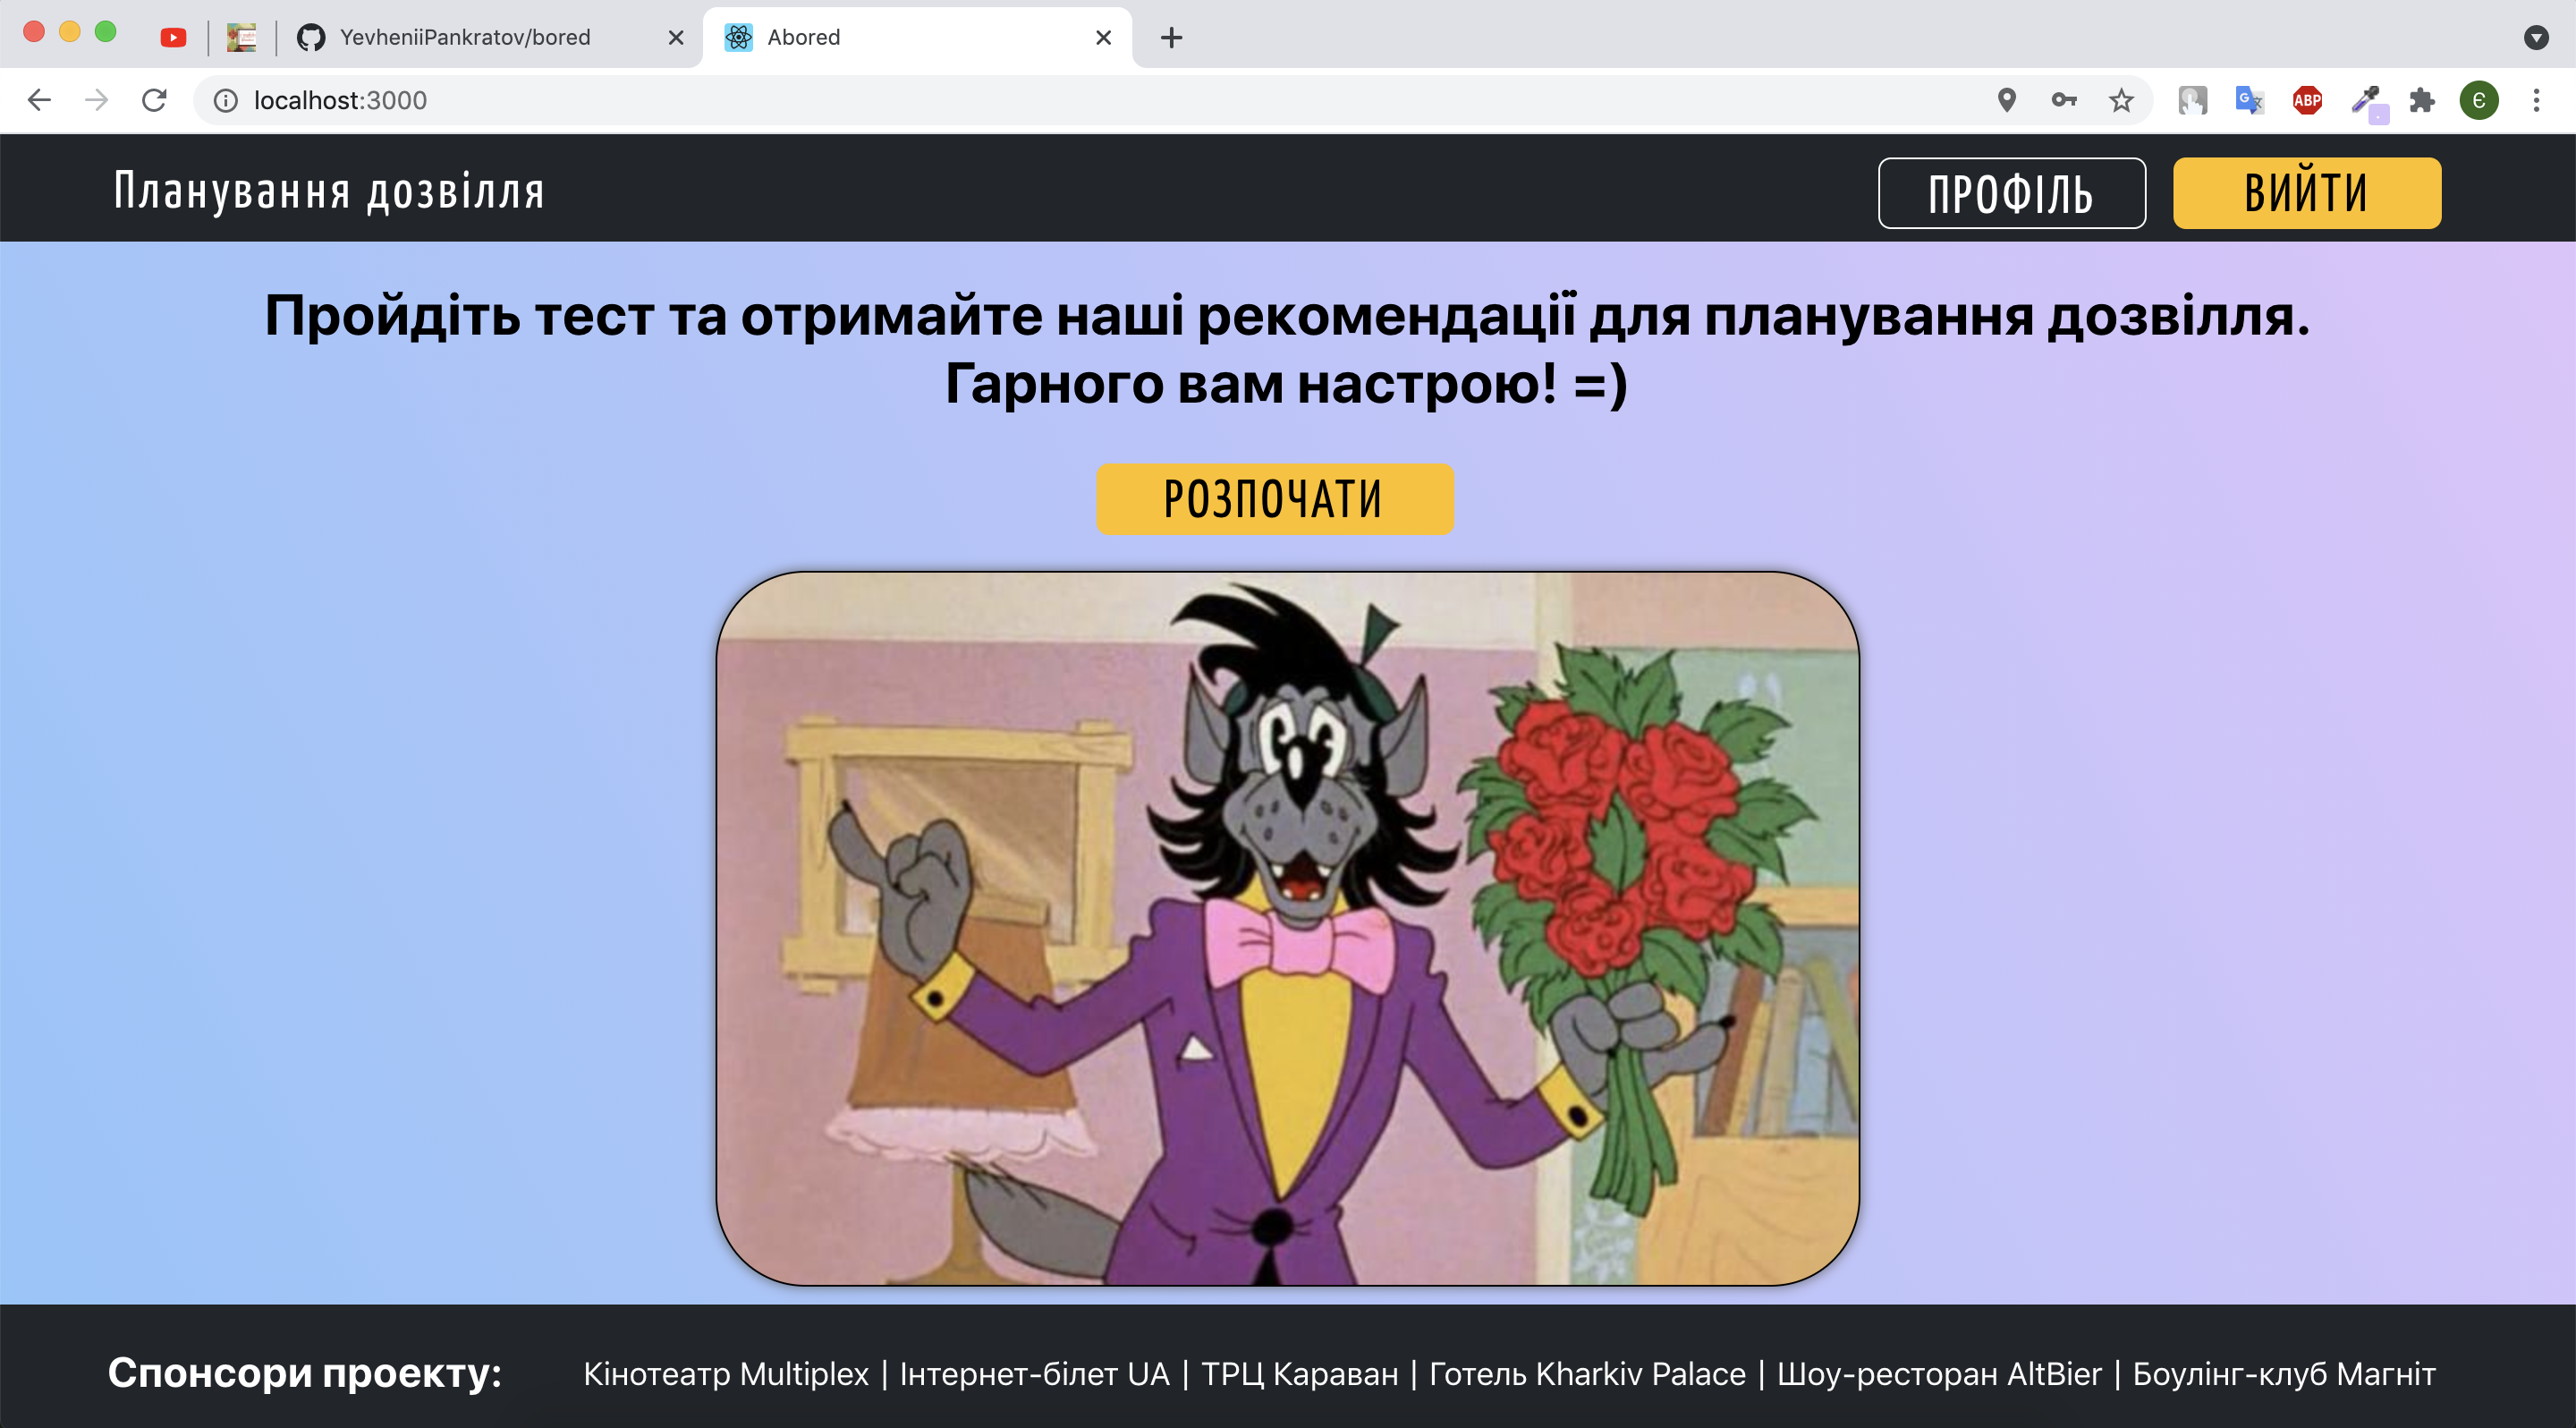 YevheniiPankratov/bored
Abored
localhost:3000
ABP
Є
Планування дозвілля
ПРОФІЛЬ
ВИЙТИ
Пройдіть тест та отримайте наші рекомендації для планування дозвілля.
Гарного вам настрою! =)
РОЗПОЧАТИ
Спонсори проекту:
Кінотеатр Multiplex | Інтернет-білет UA | ТРЦ Караван | Готель Kharkiv Palace | Шоу-ресторан AltBier | Боулінг-клуб Магніт